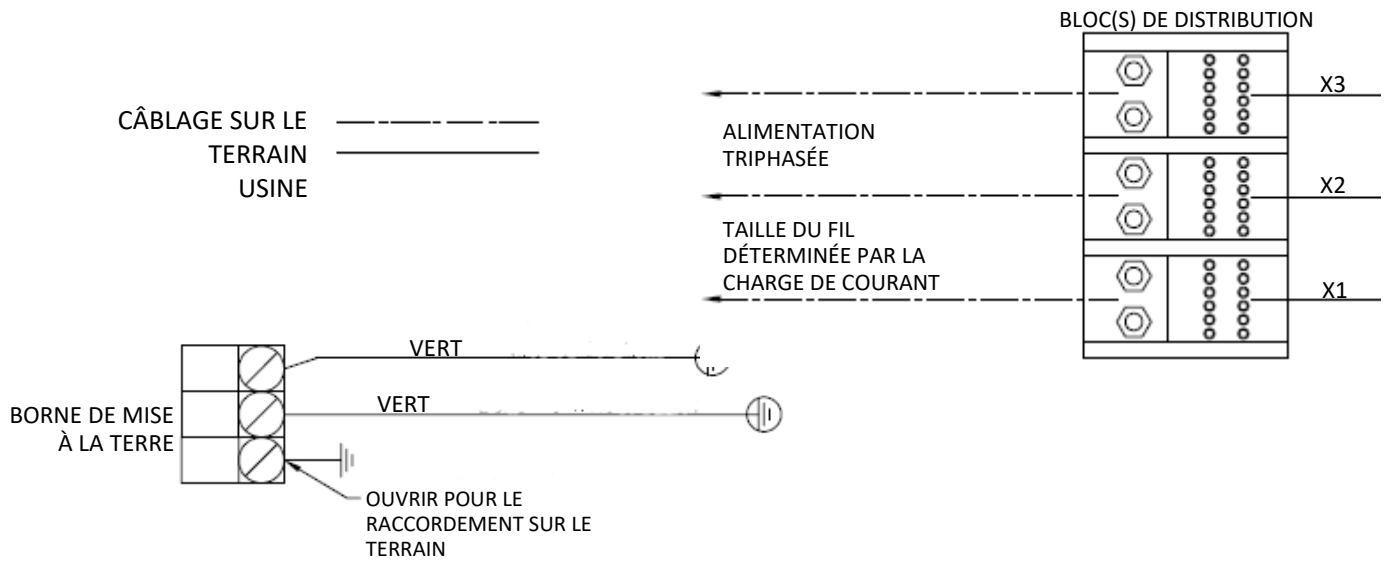 BLOC(S) DE DISTRIBUTION
X3
CÂBLAGE SUR LE
TERRAIN
USINE
ALIMENTATION
TRIPHASÉE
X2
TAILLE DU FIL
DÉTERMINÉE PAR LA
CHARGE DE COURANT
X1
VERT
VERT
BORNE DE MISE
À LA TERRE
OUVRIR POUR LE
RACCORDEMENT SUR LE
TERRAIN